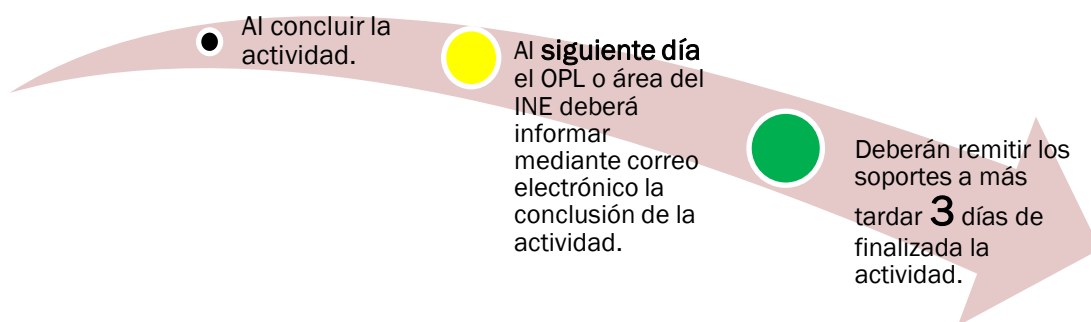 Al concluir la
actividad.
Al siguiente día
el OPL o área del
INE deberá
informar
mediante correo
electrónico la
conclusión de la
actividad.
Deberán remitir los
soportes a más
tardar 3 días de
finalizada la
actividad.